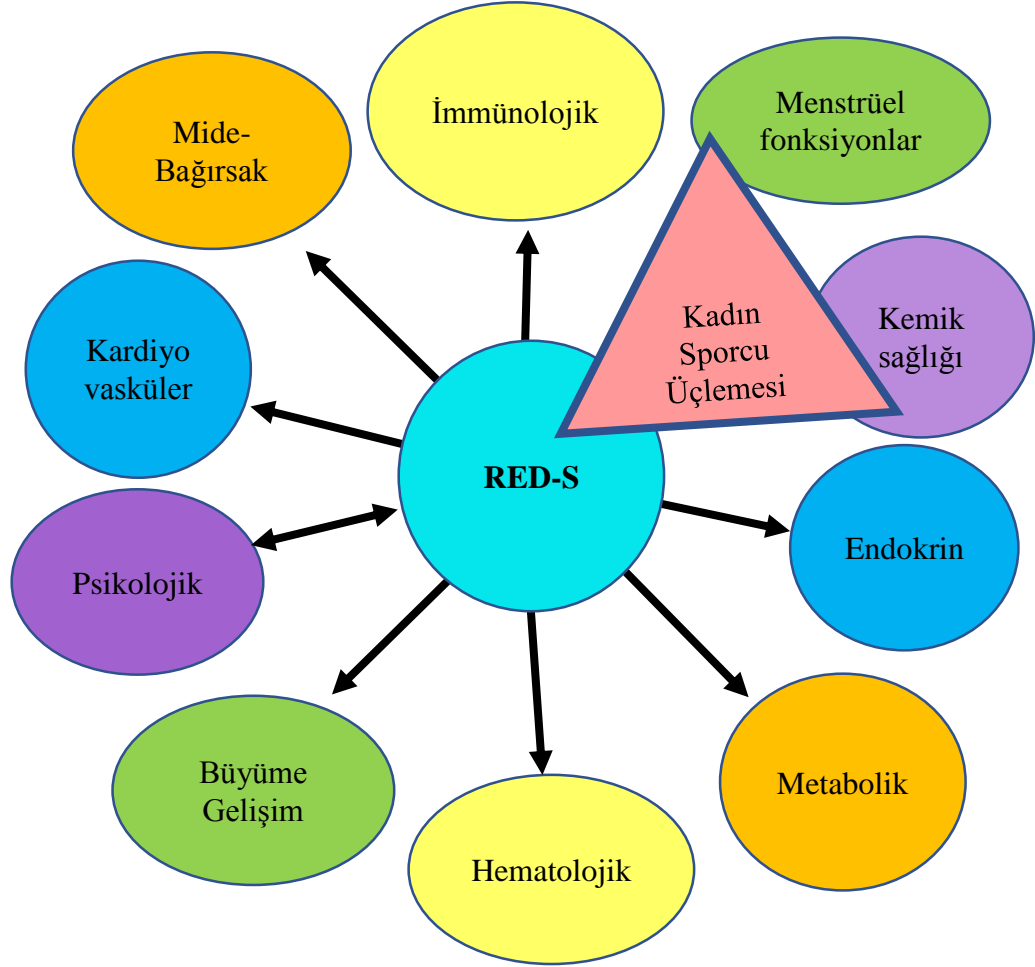 İmmünolojik
Menstrüel
fonksiyonlar
Mide-
Bağırsak
Kemik
sağlığı
Kadın
Sporcu
Üçlemesi
Kardiyo
vasküler
RED-S
Endokrin
Psikolojik
Büyüme
Gelişim
Metabolik
Hematolojik